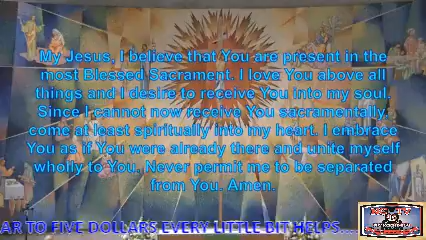 My Jesus, I believe that You are present in the
most Blessed Sacrament. I love You above all
things and I desire to receive You into my soul.
Since I cannot now receive You sacramentally,
come at least spiritually into my heart. I embrace
You as if You were already there and unite myself
wholly to You. Never permit me to be separated
from You. Amen.
AR TO FIVE DOLLARS EVERY LITTLE BIT HELPS....